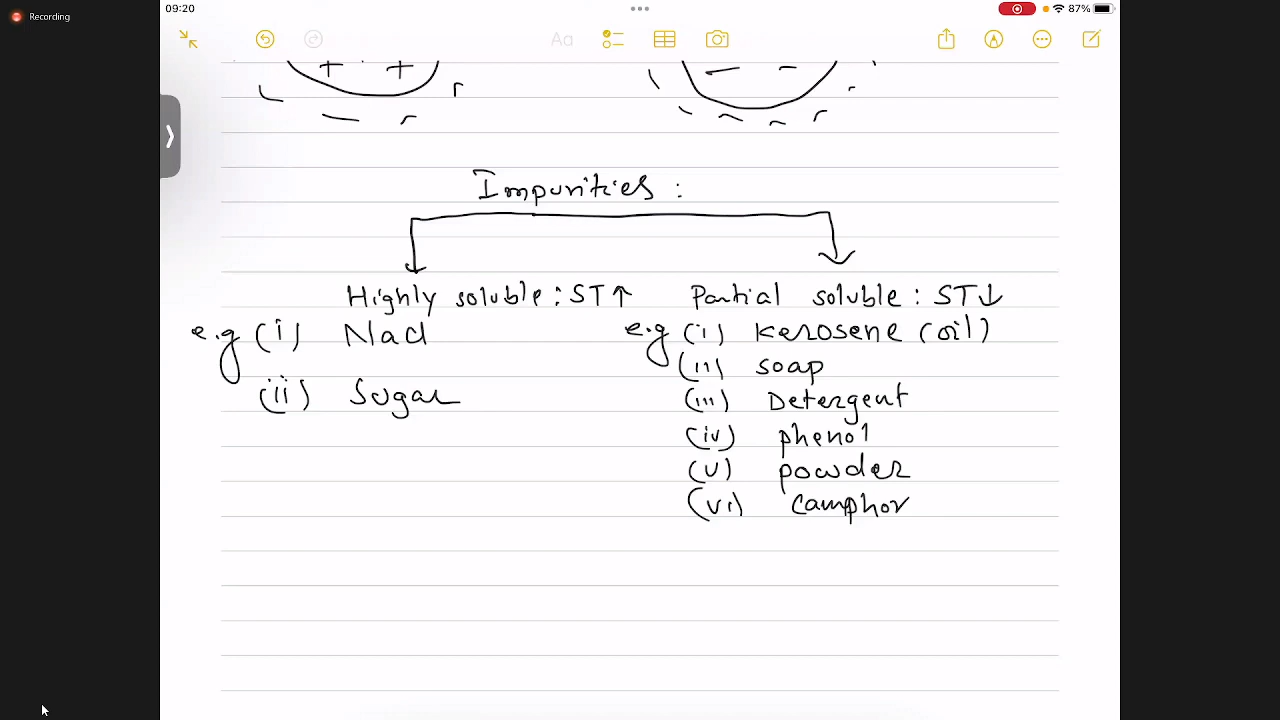 Recording
09:20
87%
Aa
Impurities :
Highly soluble : ST↑
e.g (i) Nacl
(ii) Sugar
Partial soluble : ST↓
e.g (i) kerosene (oil)
(ii) soap
(iii) Detergent
(iv) phenol
(v) powder
(vi) camphor